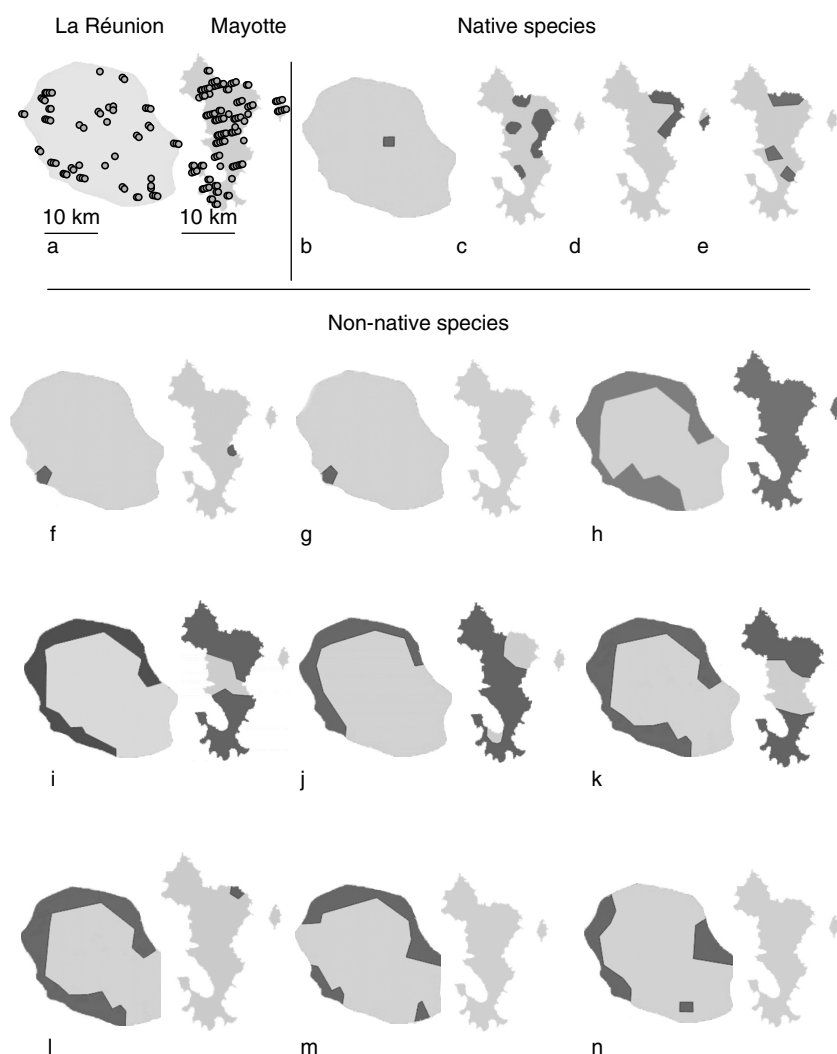 La Réunion Mayotte Native species
10 km 10 km
a b c d e
Non-native species
f g h
i j k
l m n